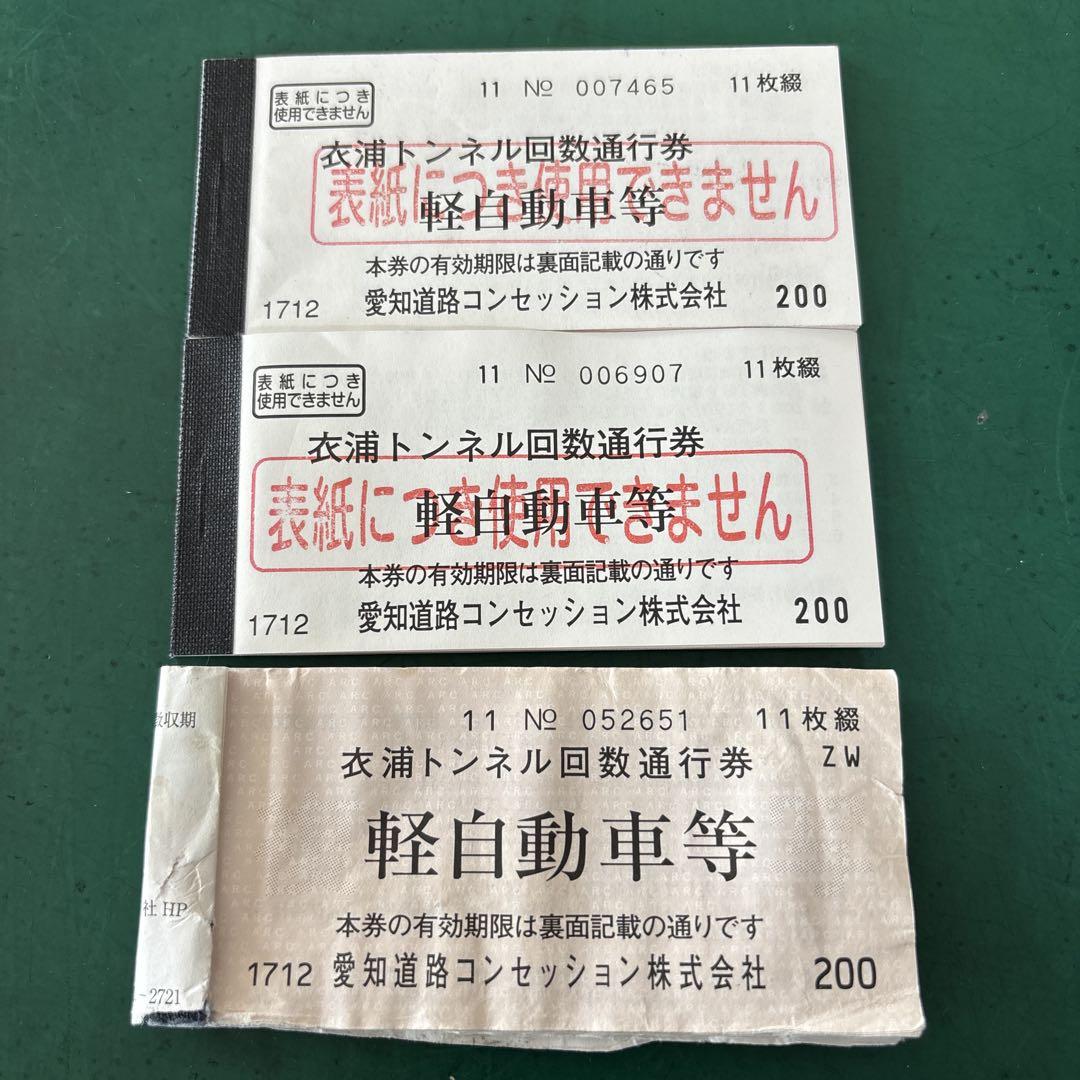 表紙につき
使用できません
11 No 007465 11枚綴
衣浦トンネル回数通行券
表紙につき使用できません
軽自動車等
本券の有効期限は裏面記載の通りです
1712 愛知道路コンセッション株式会社 200
表紙につき
使用できません
11 No 006907 11枚綴
衣浦トンネル回数通行券
表紙につき使用できません
軽自動車等
本券の有効期限は裏面記載の通りです
1712 愛知道路コンセッション株式会社 200
収期
11 No 052651 11枚綴
衣浦トンネル回数通行券 ZW
軽自動車等
社 HP
本券の有効期限は裏面記載の通りです
1712 愛知道路コンセッション株式会社 200
-2721